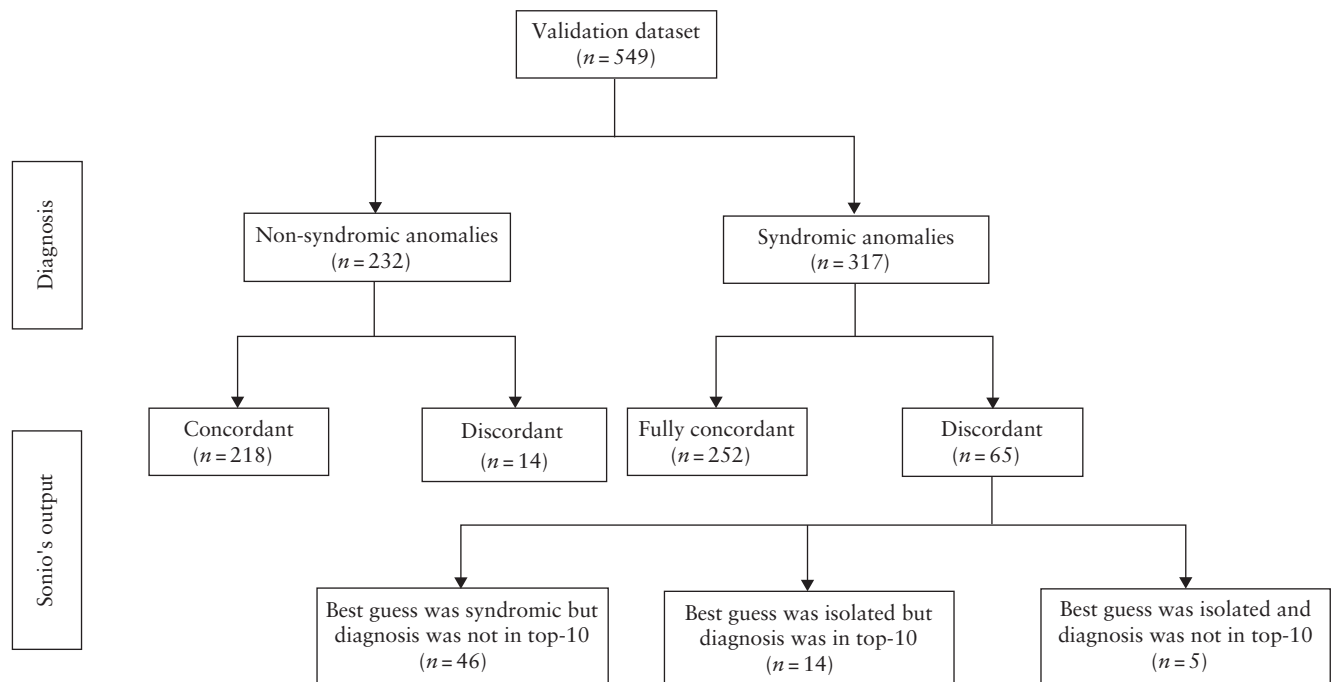 Validation dataset
(n = 549)
Diagnosis
Non-syndromic anomalies
(n = 232)
Syndromic anomalies
(n = 317)
Sonio's output
Concordant
(n = 218)
Discordant
(n = 14)
Fully concordant
(n = 252)
Discordant
(n = 65)
Best guess was syndromic but
diagnosis was not in top-10
(n = 46)
Best guess was isolated but
diagnosis was in top-10
(n = 14)
Best guess was isolated and
diagnosis was not in top-10
(n = 5)